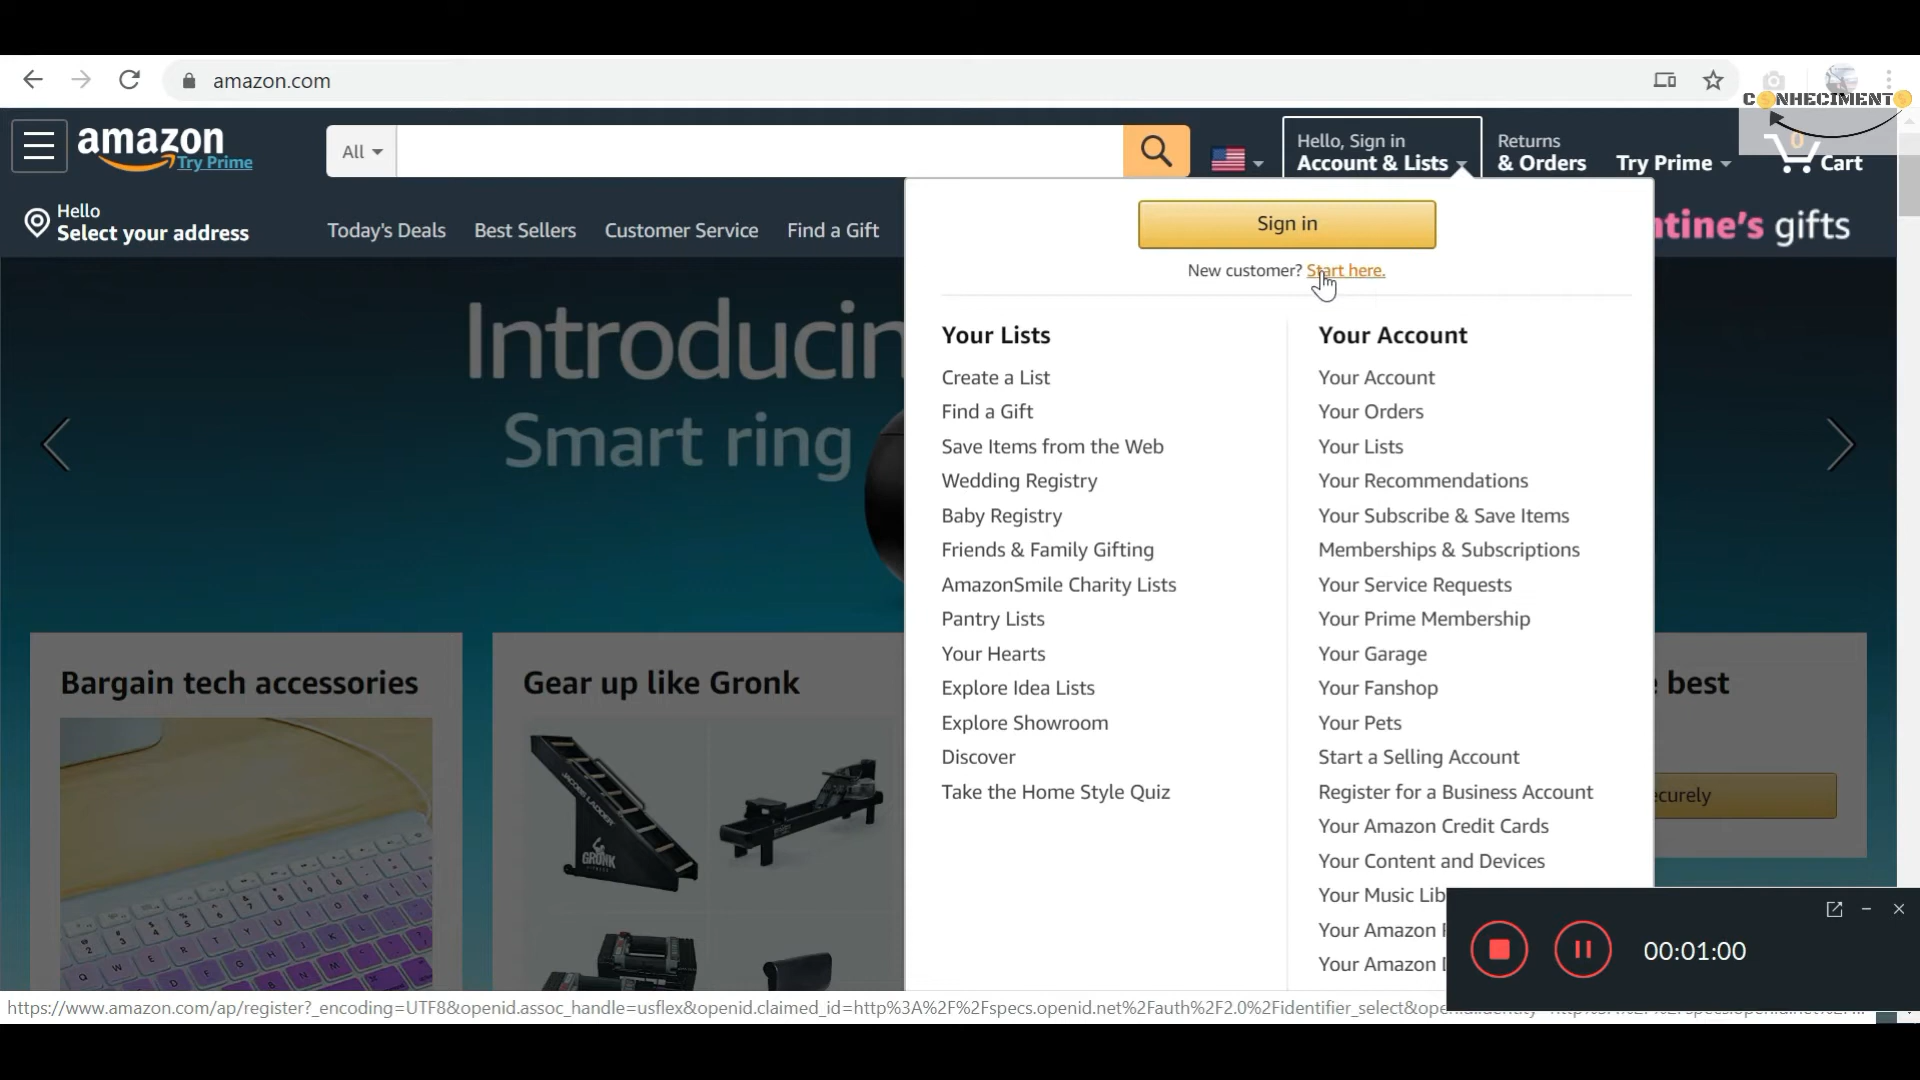 amazon.com
CONHECIMENTO
amazon
Try Prime
All
Hello, Sign in
Account & Lists
Returns
& Orders
Try Prime
0
Cart
Hello
Select your address
Today's Deals
Best Sellers
Customer Service
Find a Gift
ntine's gifts
Sign in
New customer? Start here.
Introducin
Smart ring
Your Lists
Create a List
Find a Gift
Save Items from the Web
Wedding Registry
Baby Registry
Friends & Family Gifting
AmazonSmile Charity Lists
Pantry Lists
Your Hearts
Explore Idea Lists
Explore Showroom
Discover
Take the Home Style Quiz
Your Account
Your Account
Your Orders
Your Lists
Your Recommendations
Your Subscribe & Save Items
Memberships & Subscriptions
Your Service Requests
Your Prime Membership
Your Garage
Your Fanshop
Your Pets
Start a Selling Account
Register for a Business Account
Your Amazon Credit Cards
Your Content and Devices
Your Music Lib
Your Amazon
Your Amazon
Bargain tech accessories
Gear up like Gronk
JACOBS LADDER
GRONK
FITNESS
best
ecurely
00:01:00
https://www.amazon.com/ap/register?_encoding=UTF8&openid.assoc_handle=usflex&openid.claimed_id=http%3A%2F%2Fspecs.openid.net%2Fauth%2F2.0%2Fidentifier_select&open